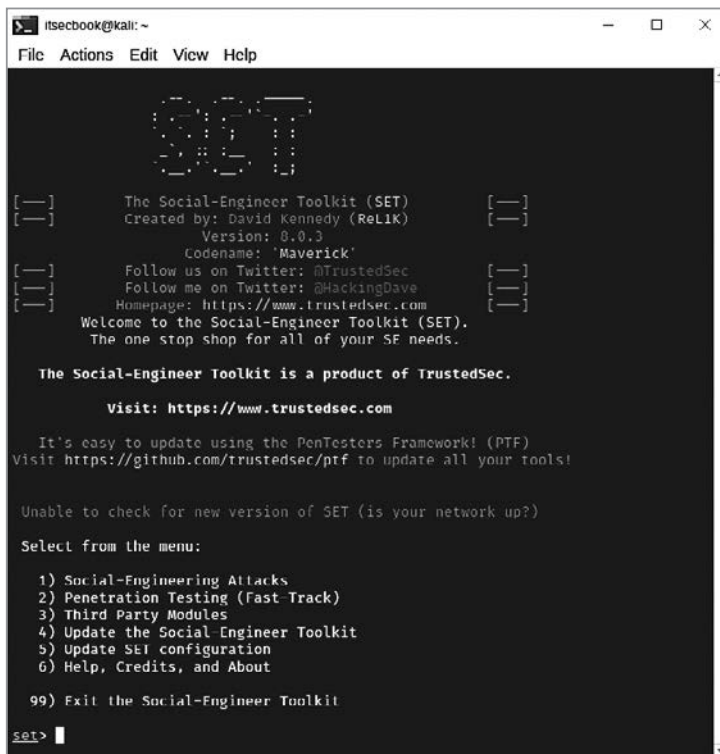 itsecbook@kali: ~
File Actions Edit View Help
SET
[—] The Social-Engineer Toolkit (SET) [—]
[—] Created by: David Kennedy (ReL1K) [—]
Version: 8.0.3
Codename: 'Maverick'
[—] Follow us on Twitter: @TrustedSec [—]
[—] Follow me on Twitter: @HackingDave [—]
[—] Homepage: https://www.trustedsec.com [—]
Welcome to the Social-Engineer Toolkit (SET).
The one stop shop for all of your SE needs.
The Social-Engineer Toolkit is a product of TrustedSec.
Visit: https://www.trustedsec.com
It's easy to update using the PenTesters Framework! (PTF)
Visit https://github.com/trustedsec/ptf to update all your tools!
Unable to check for new version of SET (is your network up?)
Select from the menu:
1) Social-Engineering Attacks
2) Penetration Testing (Fast-Track)
3) Third Party Modules
4) Update the Social-Engineer Toolkit
5) Update SET configuration
6) Help, Credits, and About
99) Exit the Social-Engineer Toolkit
set>